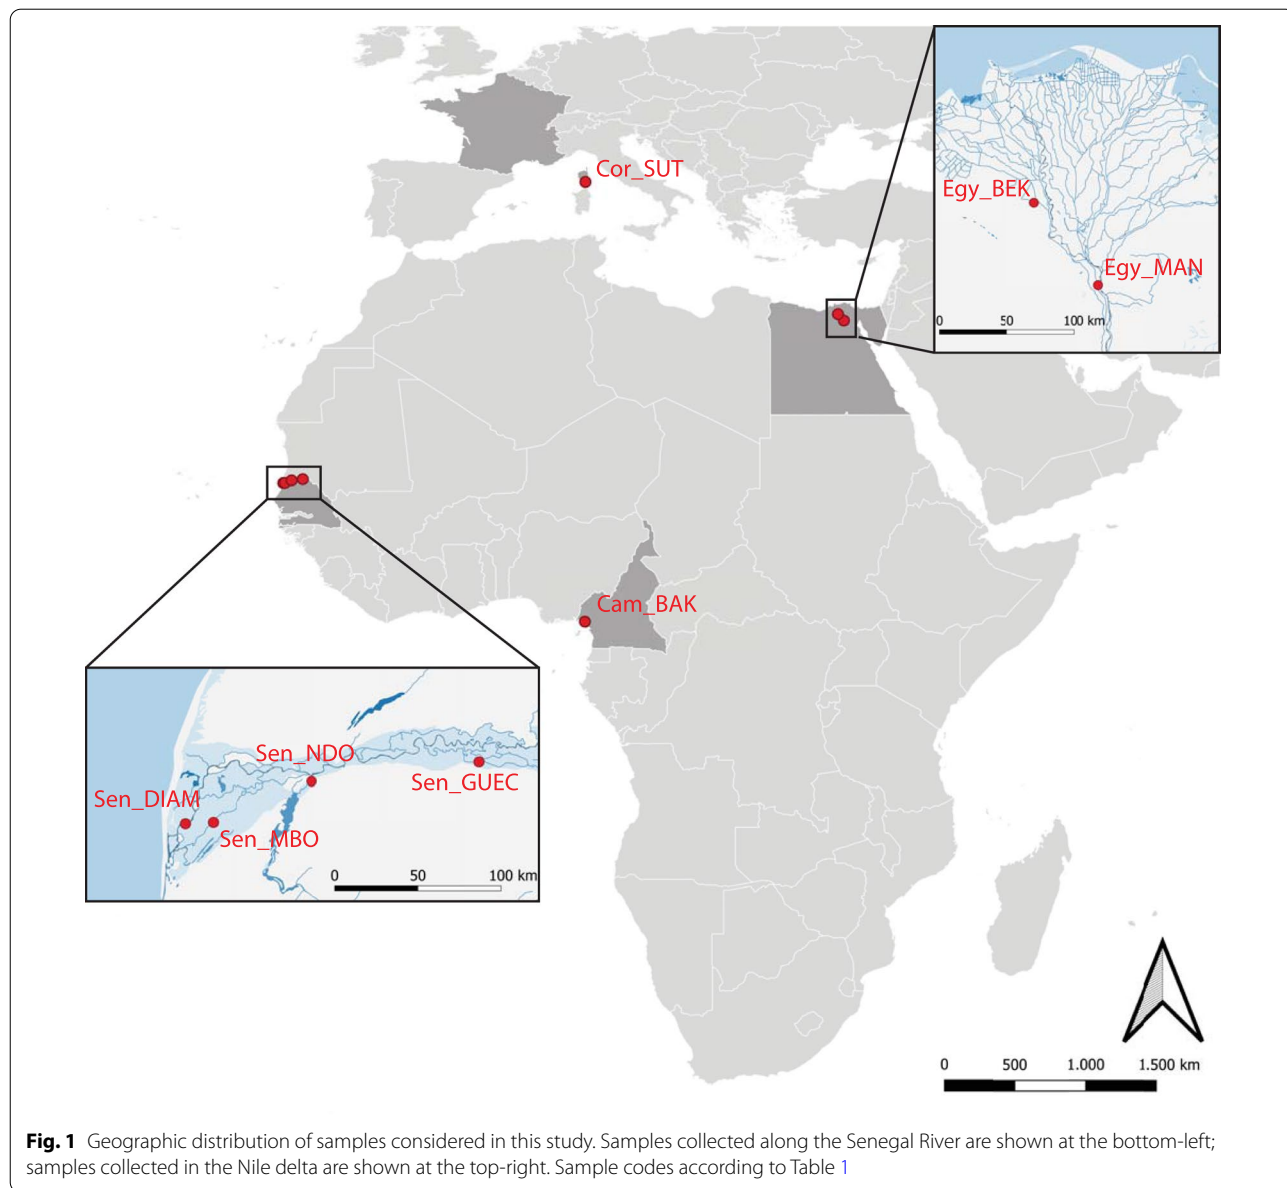 Cor_SUT
Egy_BEK
Egy_MAN
0 50 100 km
Cam_BAK
Sen_NDO
Sen_GUEC
Sen_DIAM
Sen_MBO
0 50 100 km
0 500 1.000 1.500 km
Fig. 1 Geographic distribution of samples considered in this study. Samples collected along the Senegal River are shown at the bottom-left;
samples collected in the Nile delta are shown at the top-right. Sample codes according to Table 1